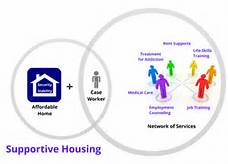 Security
Stability
Affordable
Home
+
Case
Worker
Rent Supports
Treatment
for Addiction
Life Skills
Training
Medical Care
Employment
Counseling
Job Training
Network of Services
Supportive Housing